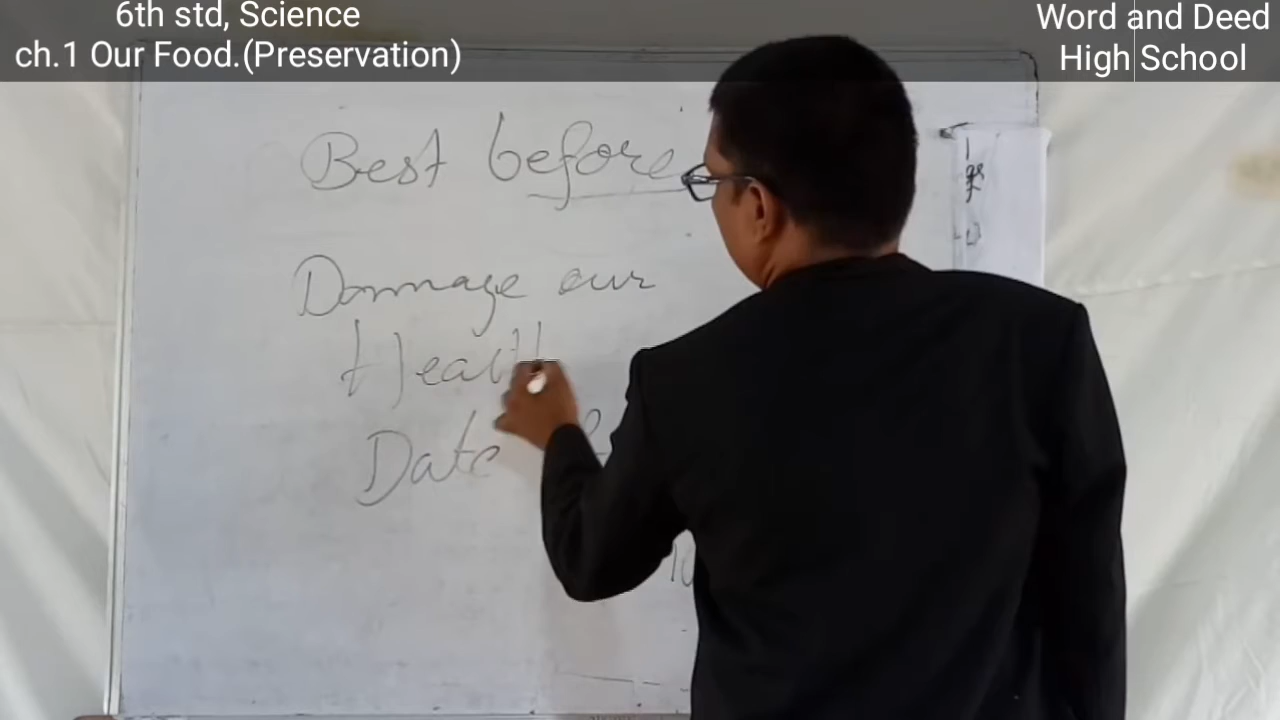 6th std, Science
ch.1 Our Food.(Preservation)
Word and Deed
High School
Best before
Damage our
Health
Date